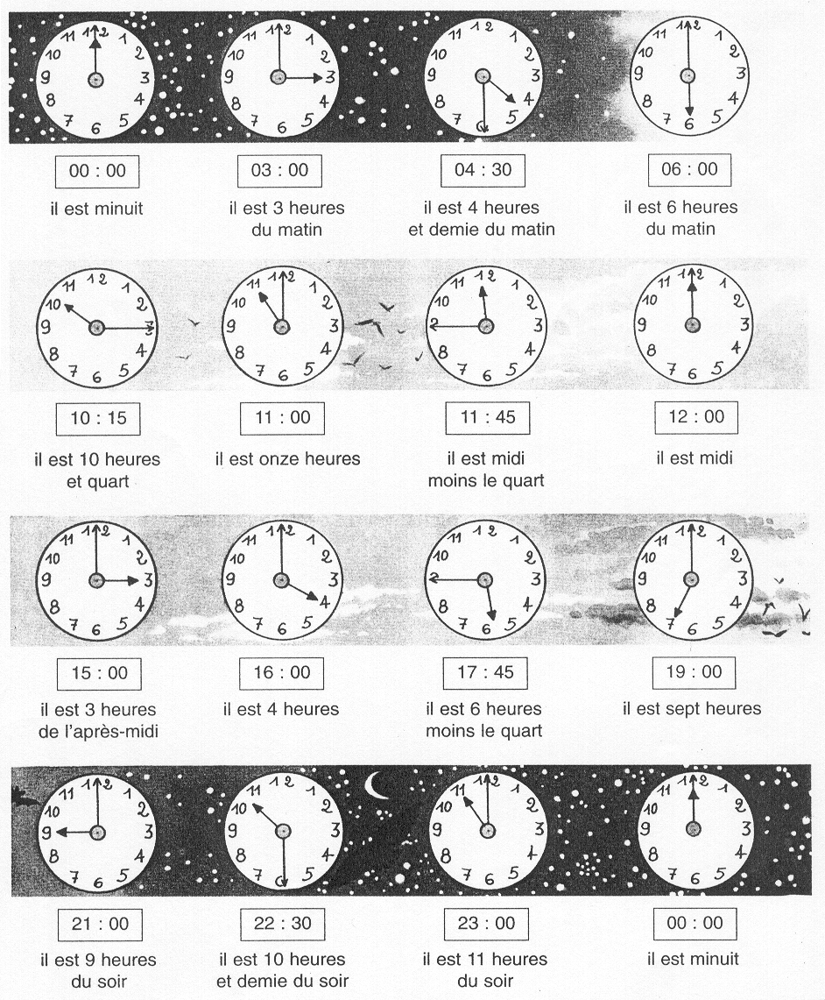 00 : 00
03 : 00
04 : 30
06 : 00
il est minuit
il est 3 heures
du matin
il est 4 heures
et demie du matin
il est 6 heures
du matin
10 : 15
11 : 00
11 : 45
12 : 00
il est 10 heures
et quart
il est onze heures
il est midi
moins le quart
il est midi
15 : 00
16 : 00
17 : 45
19 : 00
il est 3 heures
de l'après-midi
il est 4 heures
il est 6 heures
moins le quart
il est sept heures
21 : 00
22 : 30
23 : 00
00 : 00
il est 9 heures
du soir
il est 10 heures
et demie du soir
il est 11 heures
du soir
il est minuit